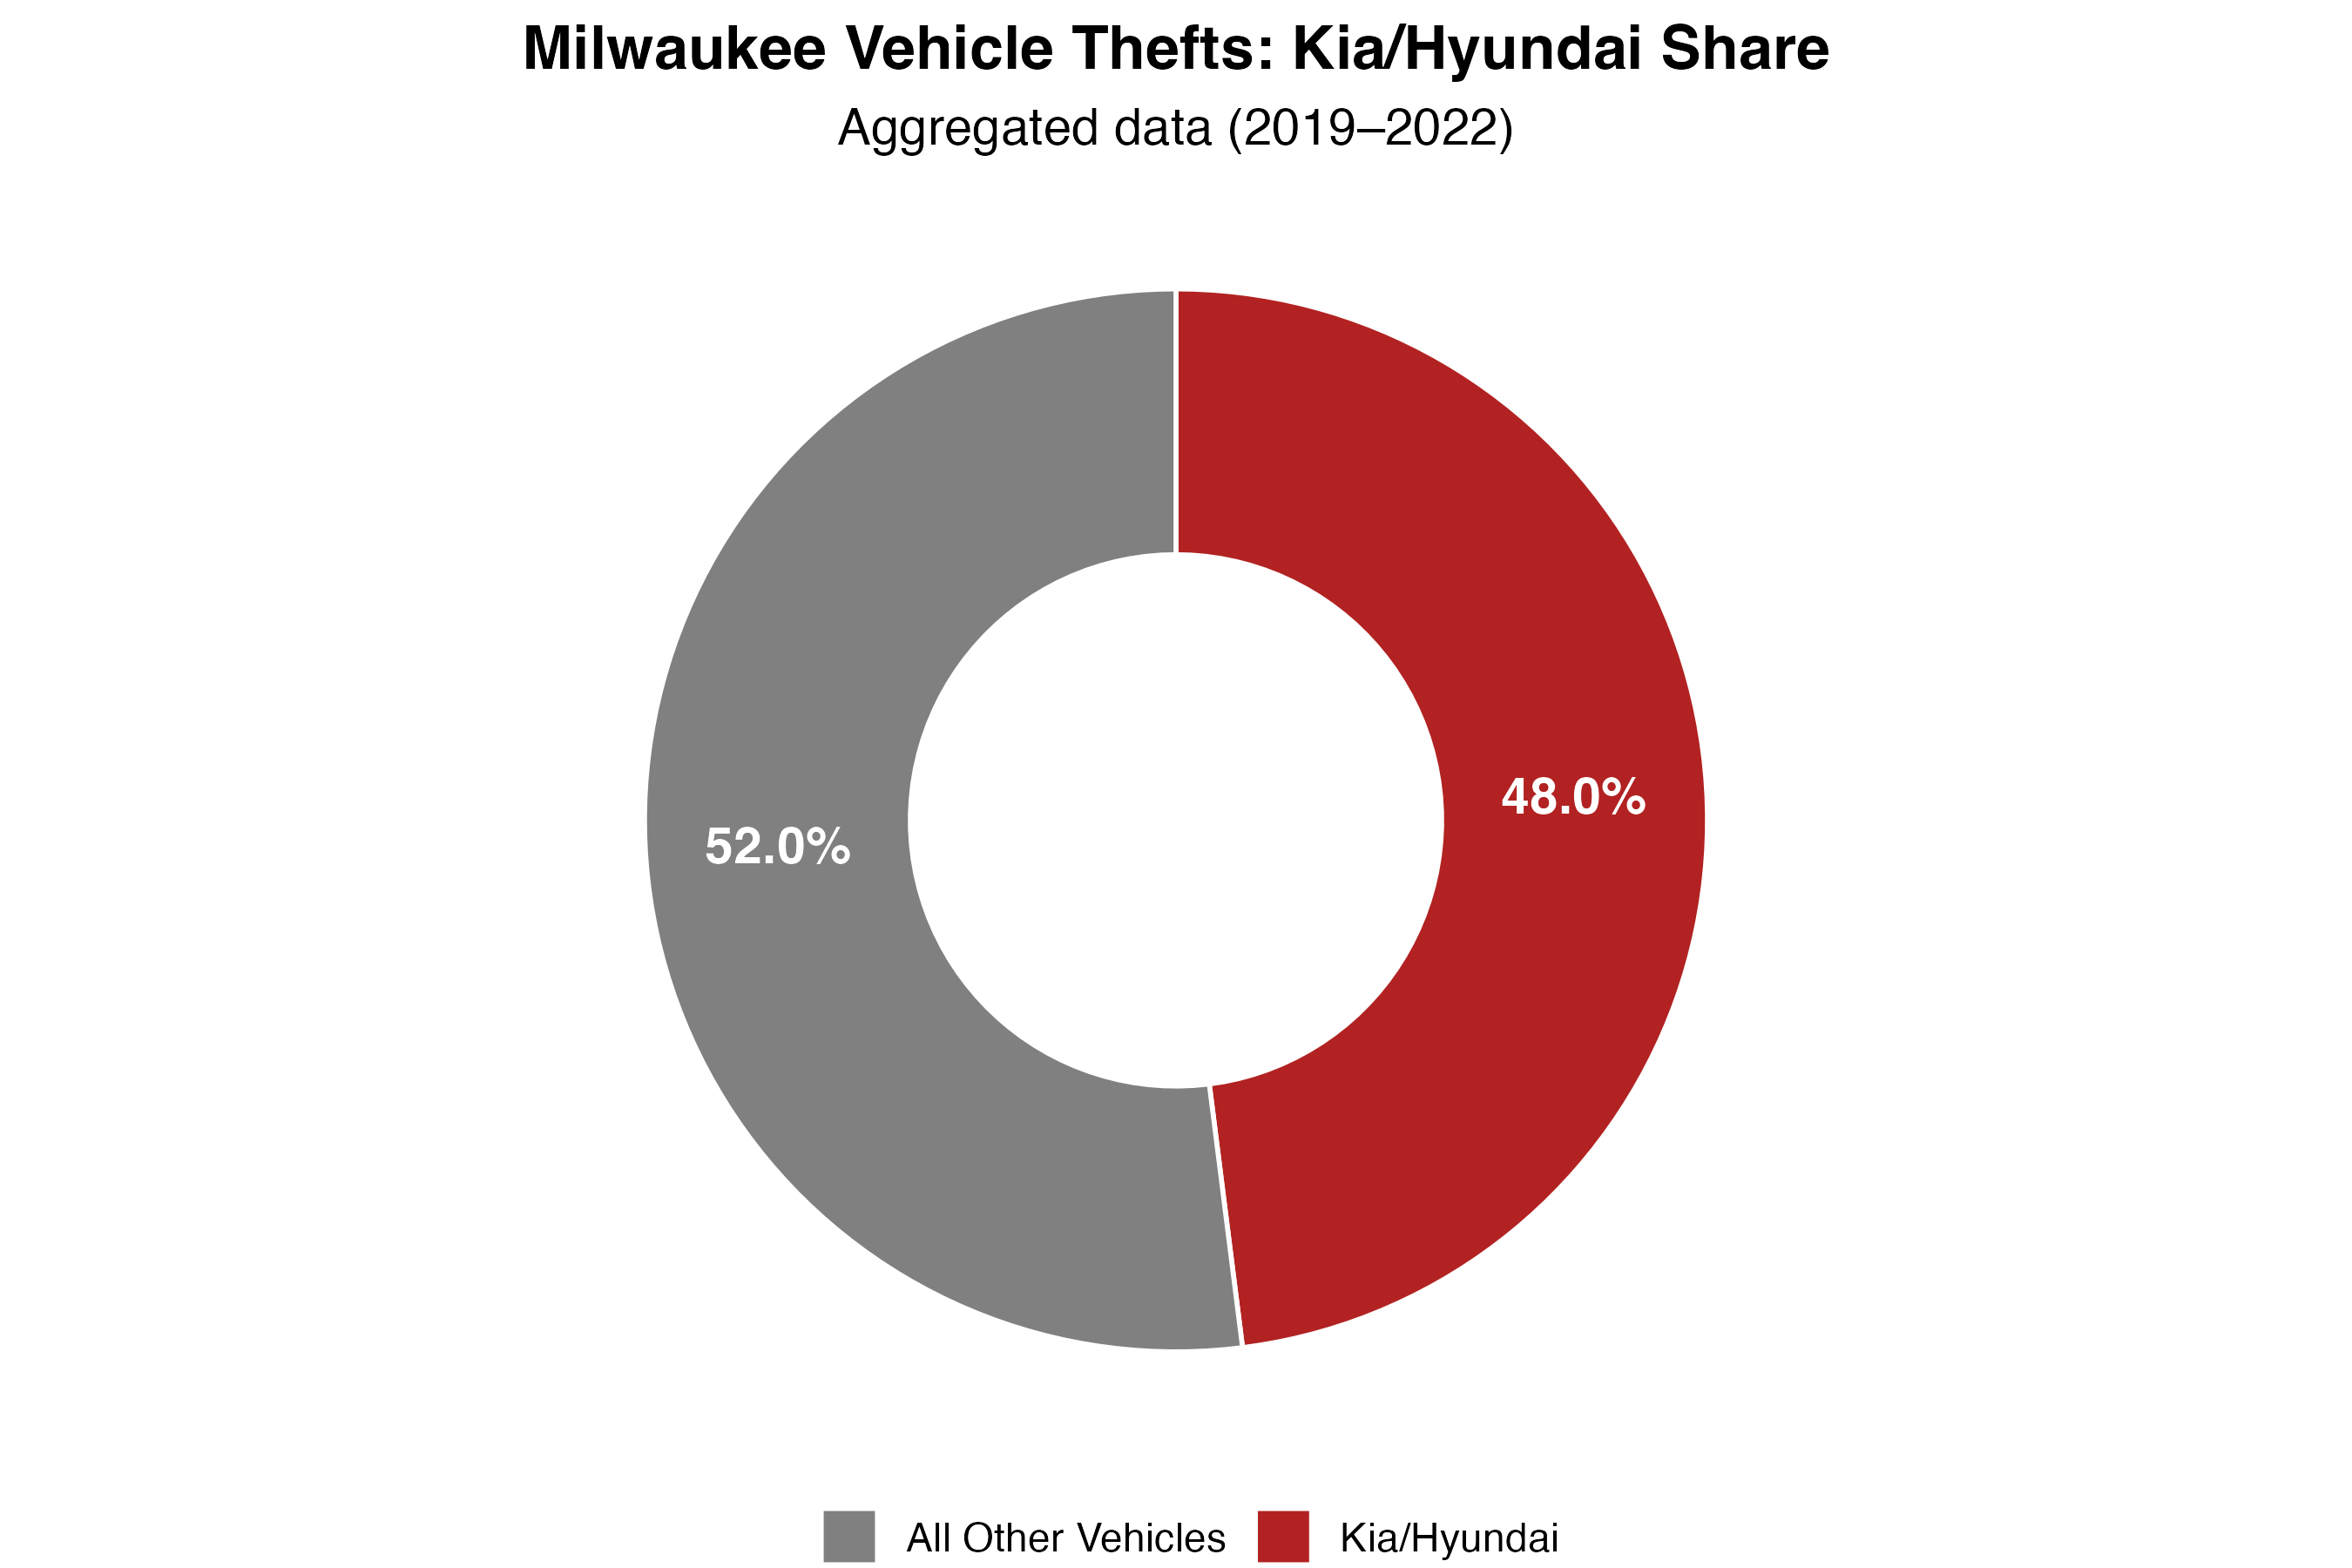 Milwaukee Vehicle Thefts: Kia/Hyundai Share
Aggregated data (2019–2022)
48.0%
52.0%
All Other Vehicles
Kia/Hyundai